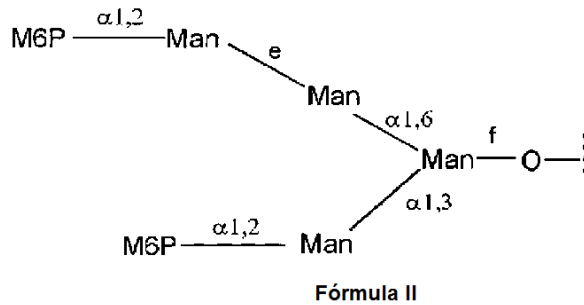 M6P α1,2 Man
e
Man
α1,6
Man f O
α1,3
M6P α1,2 Man
Fórmula II